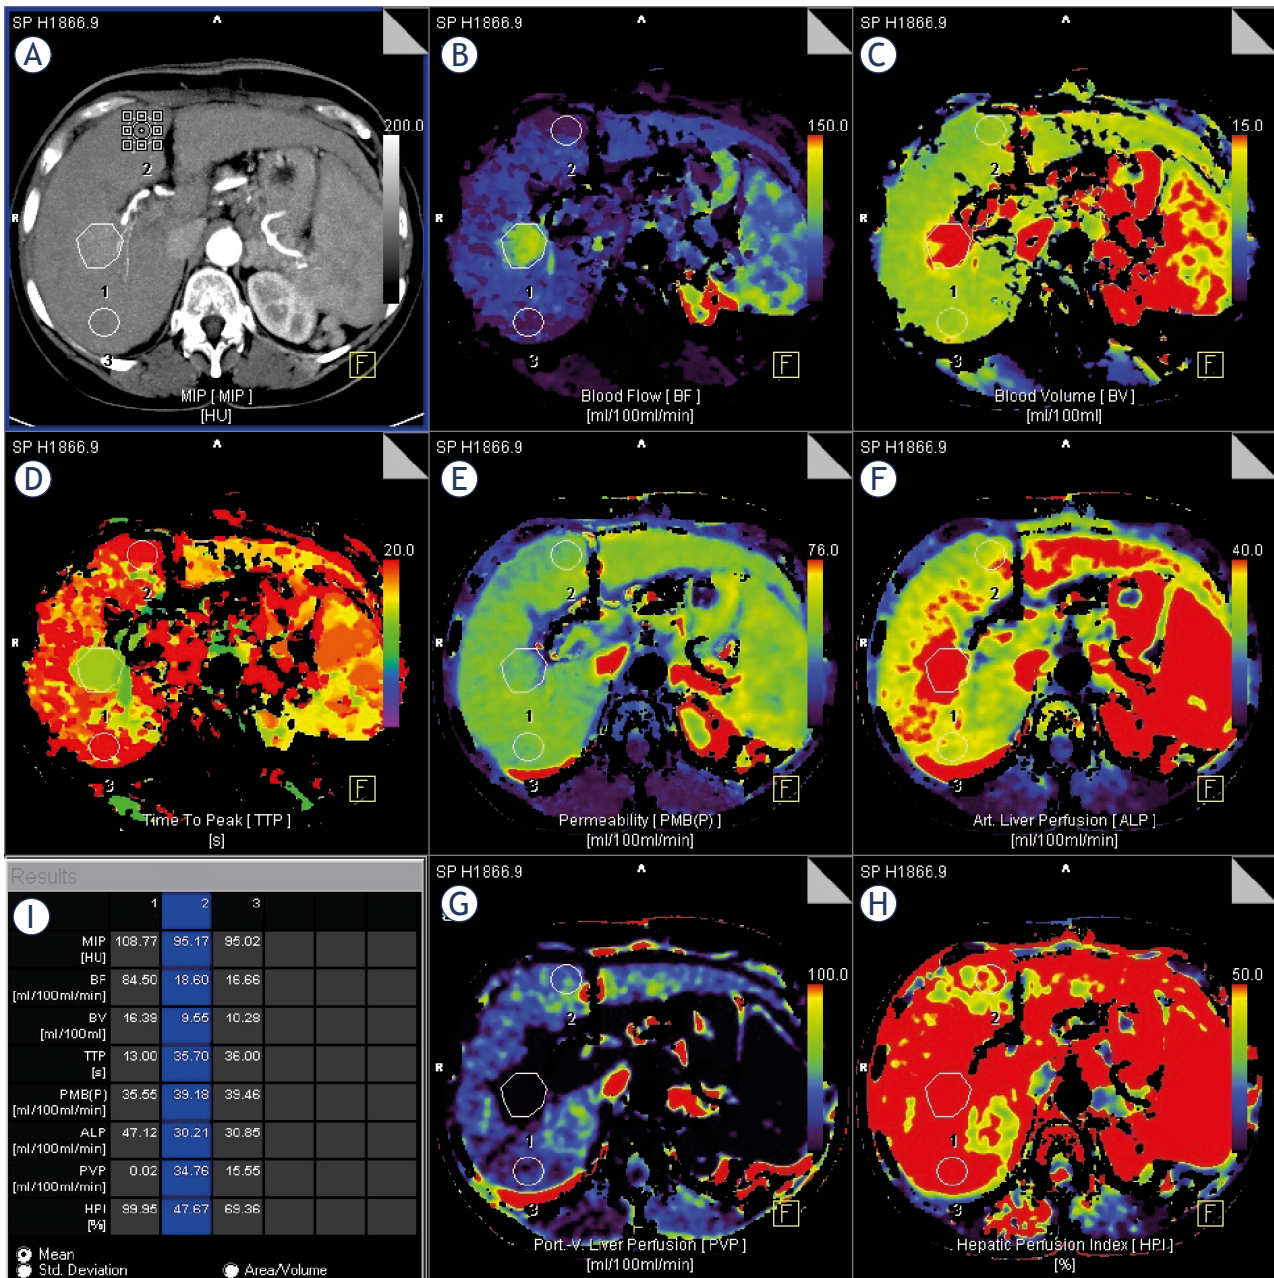 SP H1866.9
A
A
200.0
2
R
1
3
F
MIP [ MIP ]
[HU]
SP H1866.9
A
B
150.0
2
1
3
F
Blood Flow [ BF ]
[ml/100ml/min]
SP H1866.9
A
C
15.0
2
R
1
3
F
Blood Volume [ BV ]
[ml/100ml]
SP H1866.9
A
D
20.0
2
R
1
3
F
Time To Peak [ TTP ]
[s]
SP H1866.9
A
E
76.0
2
R
1
3
F
Permeability [ PMB(P) ]
[ml/100ml/min]
SP H1866.9
A
F
40.0
2
R
1
3
F
Art. Liver Perfusion [ ALP ]
[ml/100ml/min]
Results
I
1 2 3
MIP 108.77 95.17 95.02
[HU]
BF 84.50 18.60 16.66
[ml/100ml/min]
BV 16.39 9.55 10.28
[ml/100ml]
TTP 13.00 35.70 36.00
[s]
PMB(P) 35.55 39.18 39.46
[ml/100ml/min]
ALP 47.12 30.21 30.85
[ml/100ml/min]
PVP 0.02 34.76 15.55
[ml/100ml/min]
HPI 99.95 47.67 69.36
[%]
Mean
Std. Deviation Area/Volume
SP H1866.9
A
G
100.0
2
R
1
3
F
Port.-V. Liver Perfusion [ PVP ]
[ml/100ml/min]
SP H1866.9
A
H
50.0
2
R
1
3
F
Hepatic Perfusion Index [ HPI ]
[%]